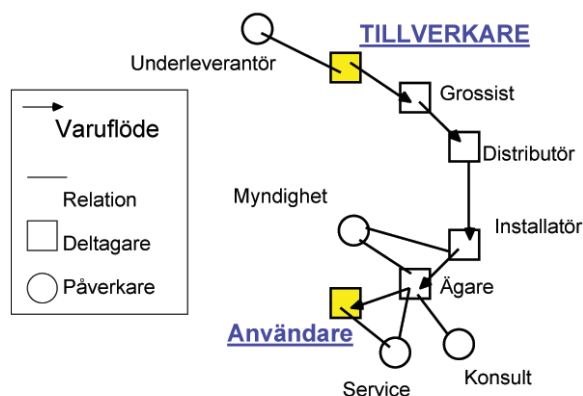 TILLVERKARE
Underleverantör
Grossist
Varuflöde
Distributör
Relation
Myndighet
Installatör
Deltagare
Påverkare
Ägare
Användare
Konsult
Service